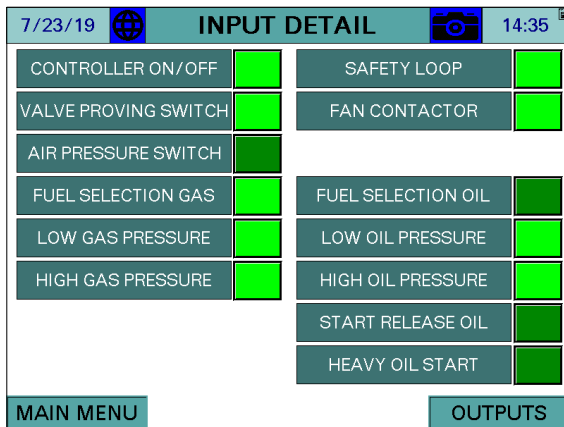 7/23/19 INPUT DETAIL 14:35
CONTROLLER ON/OFF SAFETY LOOP
VALVE PROVING SWITCH FAN CONTACTOR
AIR PRESSURE SWITCH
FUEL SELECTION GAS FUEL SELECTION OIL
LOW GAS PRESSURE LOW OIL PRESSURE
HIGH GAS PRESSURE HIGH OIL PRESSURE
START RELEASE OIL
HEAVY OIL START
MAIN MENU OUTPUTS